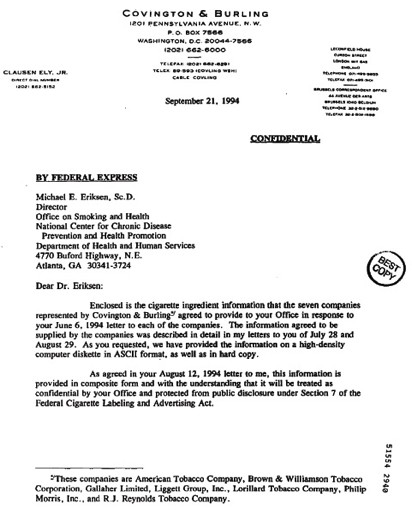 COVINGTON & BURLING
1201 PENNSYLVANIA AVENUE, N. W.
P. O. BOX 7566
WASHINGTON, D.C. 20044-7566
(202) 662-6000
TELEFAX (202) 662-6291
TELEX 89-593 (COVLING WSH)
CABLE COVLING
CLAUSEN ELY, JR.
DIRECT DIAL NUMBER
(202) 662-5152
LECONFIELD HOUSE
CURZON STREET
LONDON W1Y 8AS
ENGLAND
BRUSSELS CORRESPONDENT OFFICE
44 AVENUE DES ARTS
BRUSSELS 1040 BELGIUM
September 21, 1994
CONFIDENTIAL
BY FEDERAL EXPRESS
Michael E. Eriksen, Sc.D.
Director
Office on Smoking and Health
National Center for Chronic Disease
Prevention and Health Promotion
Department of Health and Human Services
4770 Buford Highway, N.E.
Atlanta, GA 30341-3724
BEST
COPY
Dear Dr. Eriksen:
Enclosed is the cigarette ingredient information that the seven companies
represented by Covington & Burling*/ agreed to provide to your Office in response to
your June 6, 1994 letter to each of the companies. The information agreed to be
supplied by the companies was described in detail in my letters to you of July 28 and
August 29. As you requested, we have provided the information on a high-density
computer diskette in ASCII format, as well as in hard copy.
As agreed in your August 12, 1994 letter to me, this information is
provided in composite form and with the understanding that it will be treated as
confidential by your Office and protected from public disclosure under Section 7 of the
Federal Cigarette Labeling and Advertising Act.
*/These companies are American Tobacco Company, Brown & Williamson Tobacco
Corporation, Gallaher Limited, Liggett Group, Inc., Lorillard Tobacco Company, Philip
Morris, Inc., and R.J. Reynolds Tobacco Company.
51554 2940